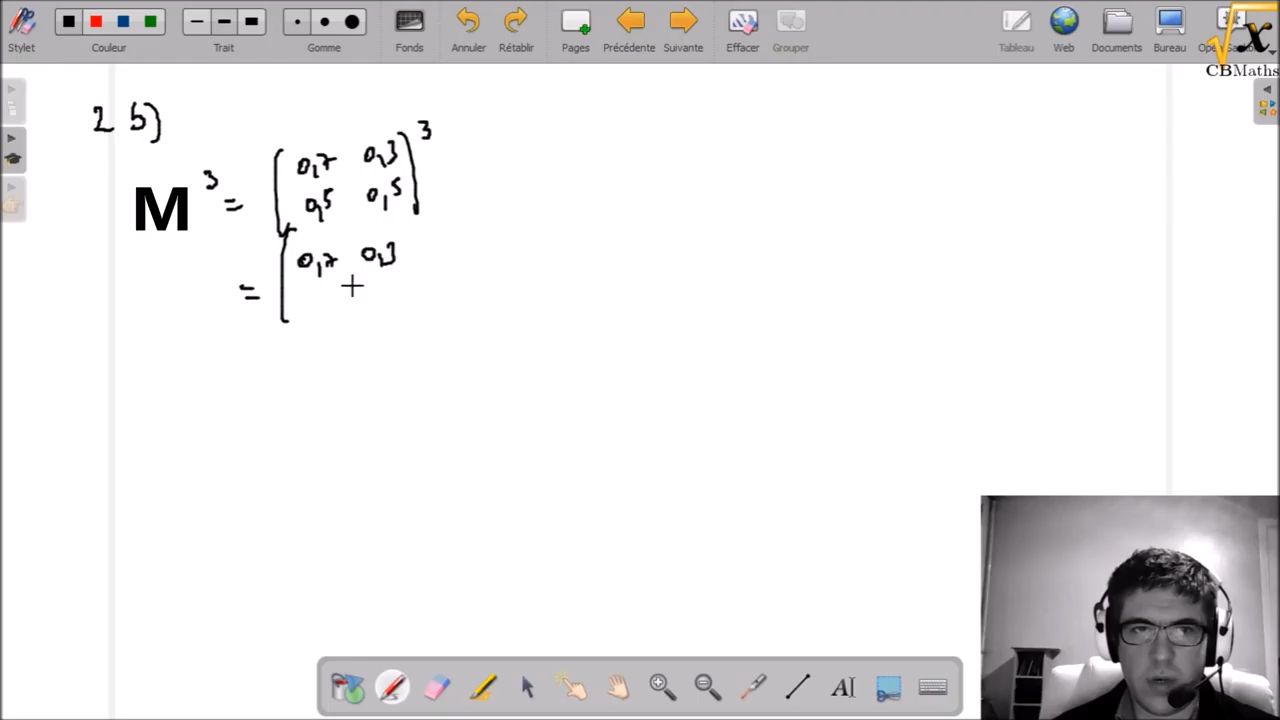 Stylet Couleur Trait Gomme Fonds Annuler Rétablir Pages Précédente Suivante Effacer Grouper Tableau Web Documents Bureau
CBMaths
2 b)
M³ = ( 0,7 0,3
0,5 0,5 )³
= ( 0,7 0,3